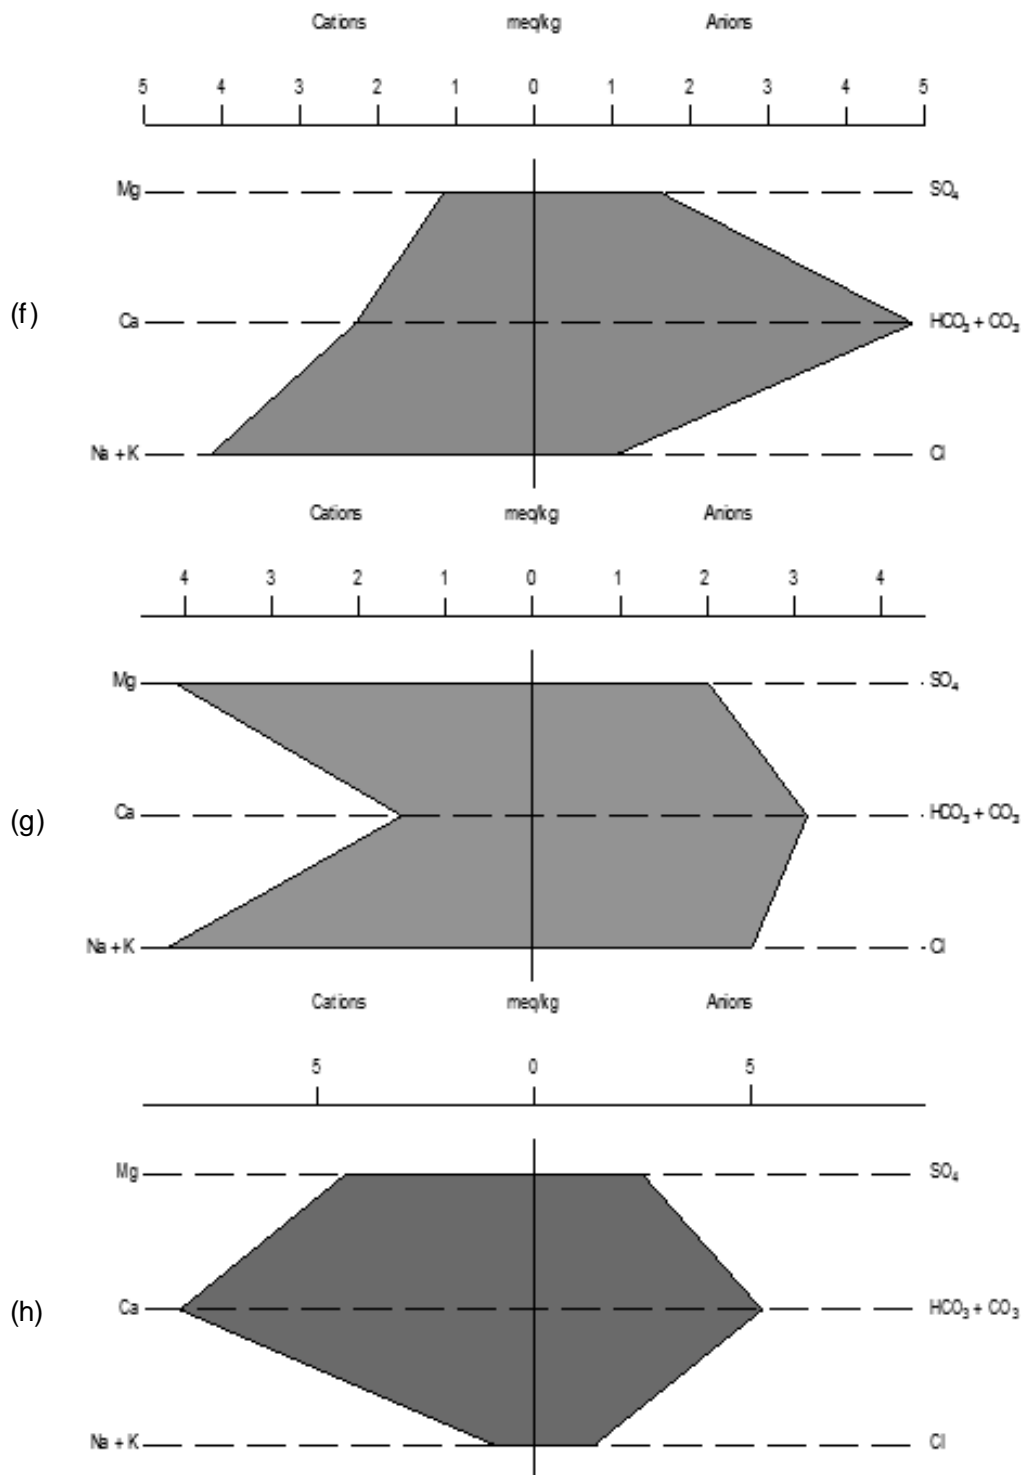 Cations meq/kg Anions
5 4 3 2 1 0 1 2 3 4 5
Mg SO₄
(f) Ca HCO₃ + CO₃
Na + K Cl
Cations meq/kg Anions
4 3 2 1 0 1 2 3 4
Mg SO₄
(g) Ca HCO₃ + CO₃
Na + K Cl
Cations meq/kg Anions
5 0 5
Mg SO₄
(h) Ca HCO₃ + CO₃
Na + K Cl